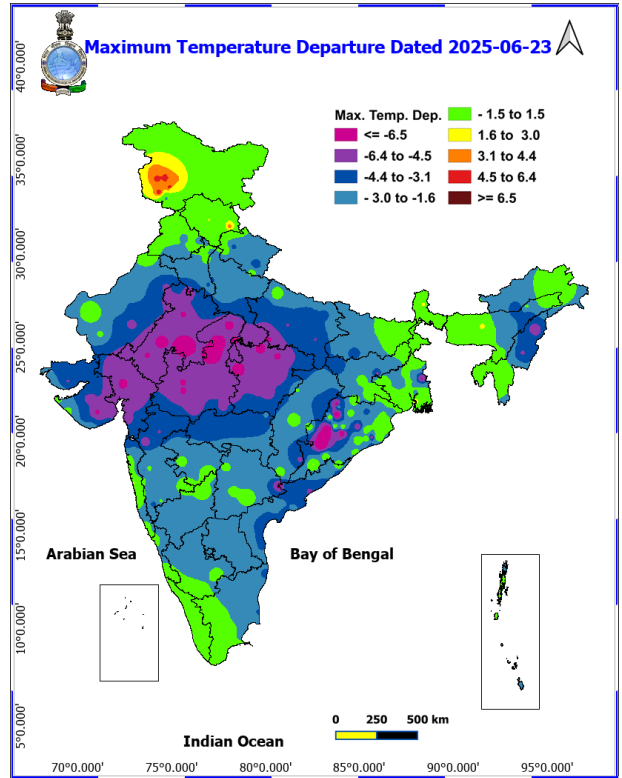 Maximum Temperature Departure Dated 2025-06-23
Max. Temp. Dep.
<= -6.5
-6.4 to -4.5
-4.4 to -3.1
- 3.0 to -1.6
- 1.5 to 1.5
1.6 to 3.0
3.1 to 4.4
4.5 to 6.4
>= 6.5
40°0.000'
35°0.000'
30°0.000'
25°0.000'
20°0.000'
15°0.000'
10°0.000'
5°0.000'
Arabian Sea
Bay of Bengal
Indian Ocean
0 250 500 km
70°0.000' 75°0.000' 80°0.000' 85°0.000' 90°0.000' 95°0.000'